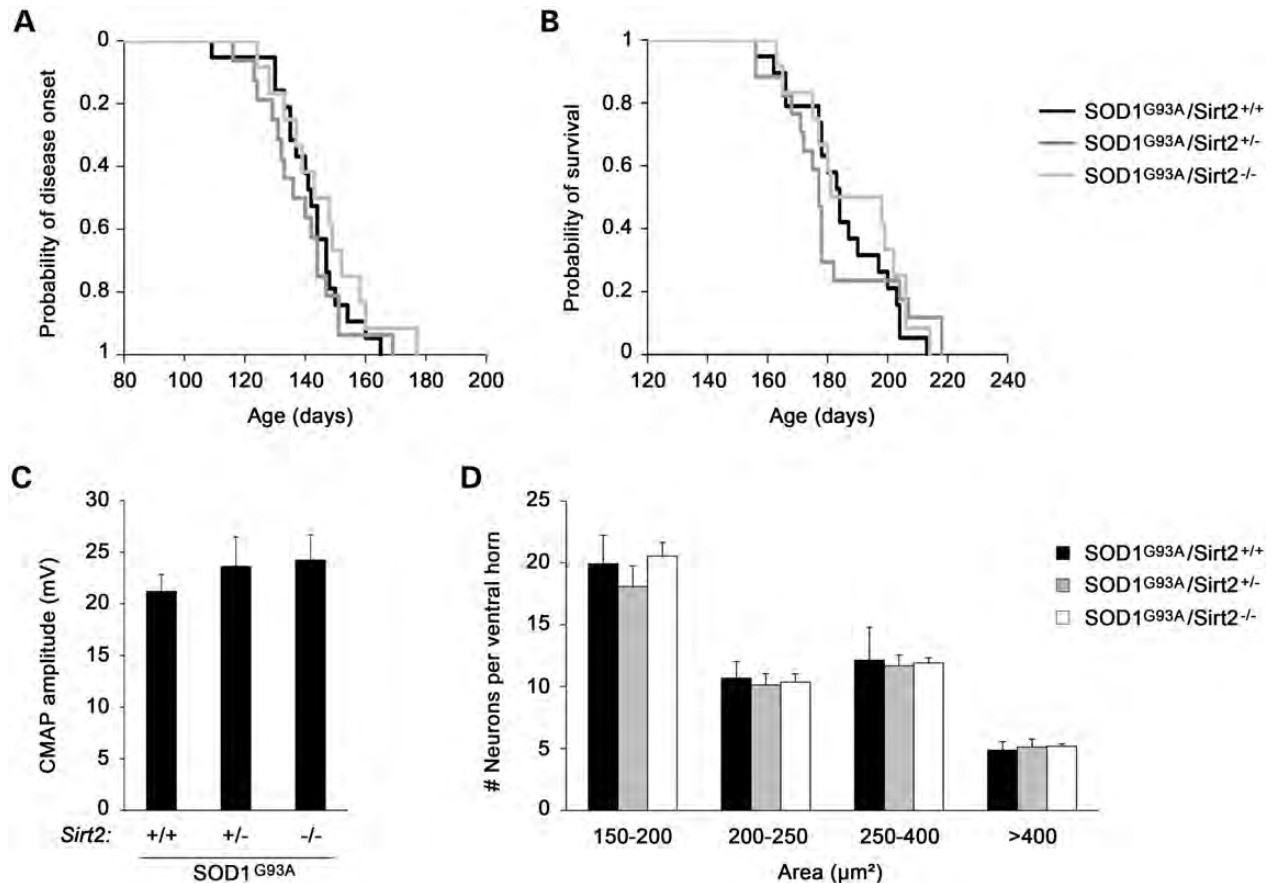 A
Probability of disease onset
0
0.2
0.4
0.6
0.8
1
80 100 120 140 160 180 200
Age (days)
B
Probability of survival
1
0.8
0.6
0.4
0.2
0
120 140 160 180 200 220 240
Age (days)
SOD1G93A/Sirt2+/+
SOD1G93A/Sirt2+/-
SOD1G93A/Sirt2-/-
C
CMAP amplitude (mV)
30
25
20
15
10
5
0
Sirt2: +/+ +/- -/-
SOD1G93A
D
# Neurons per ventral horn
25
20
15
10
5
0
150-200 200-250 250-400 >400
Area (µm²)
SOD1G93A/Sirt2+/+
SOD1G93A/Sirt2+/-
SOD1G93A/Sirt2-/-